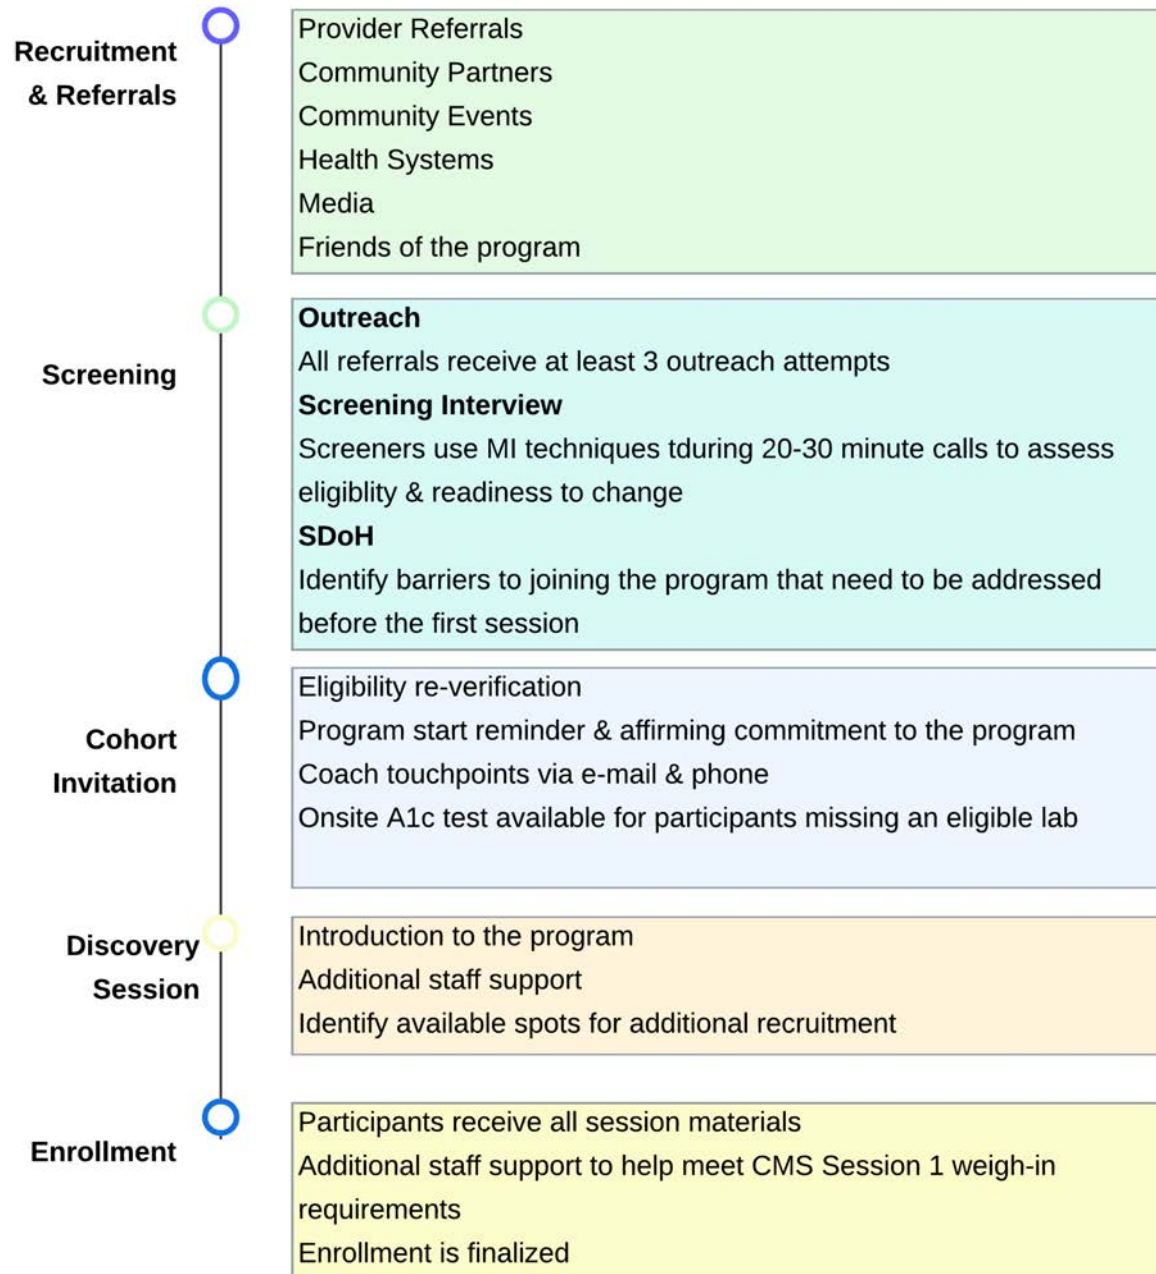 Recruitment
& Referrals
Provider Referrals
Community Partners
Community Events
Health Systems
Media
Friends of the program
Screening
Outreach
All referrals receive at least 3 outreach attempts
Screening Interview
Screeners use MI techniques tduring 20-30 minute calls to assess
eligiblity & readiness to change
SDoH
Identify barriers to joining the program that need to be addressed
before the first session
Cohort
Invitation
Eligibility re-verification
Program start reminder & affirming commitment to the program
Coach touchpoints via e-mail & phone
Onsite A1c test available for participants missing an eligible lab
Discovery
Session
Introduction to the program
Additional staff support
Identify available spots for additional recruitment
Enrollment
Participants receive all session materials
Additional staff support to help meet CMS Session 1 weigh-in
requirements
Enrollment is finalized